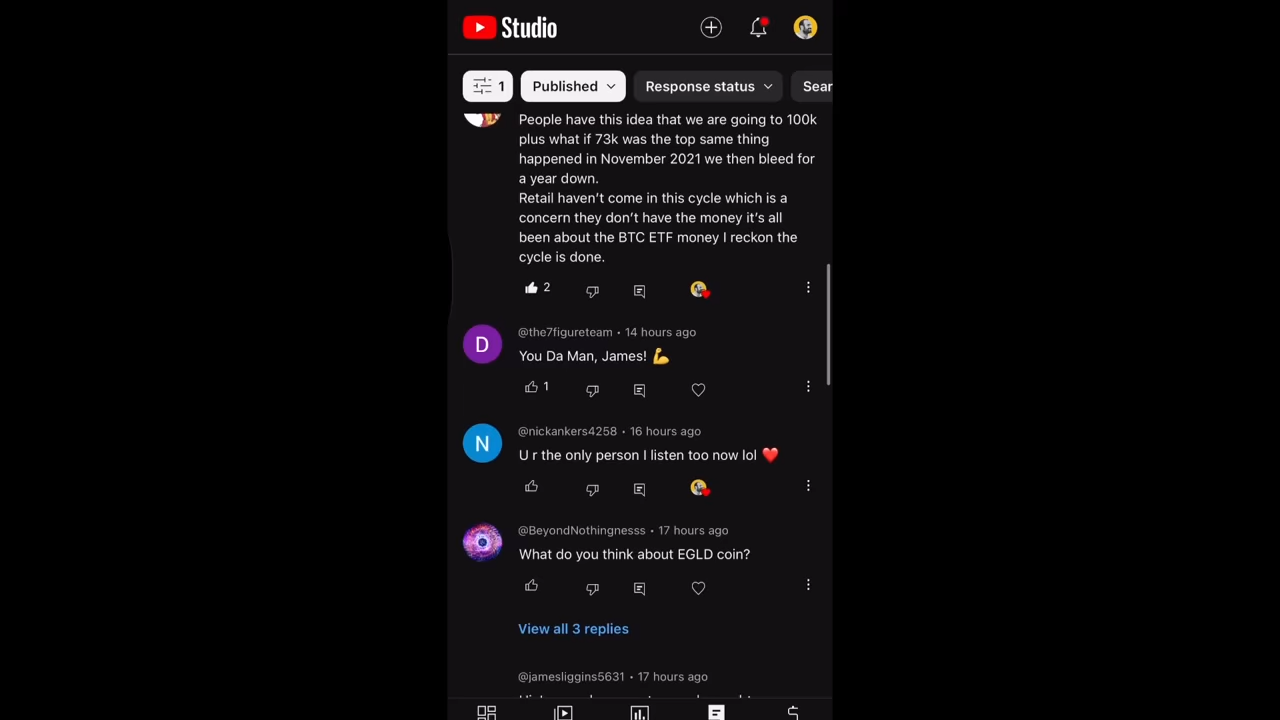 Studio
1
Published
Response status
Sear
People have this idea that we are going to 100k
plus what if 73k was the top same thing
happened in November 2021 we then bleed for
a year down.
Retail haven’t come in this cycle which is a
concern they don’t have the money it’s all
been about the BTC ETF money I reckon the
cycle is done.
2
@the7figureteam • 14 hours ago
D
You Da Man, James! 💪
1
@nickankers4258 • 16 hours ago
N
U r the only person I listen too now lol ❤️
@BeyondNothingnesss • 17 hours ago
What do you think about EGLD coin?
View all 3 replies
@jamesliggins5631 • 17 hours ago